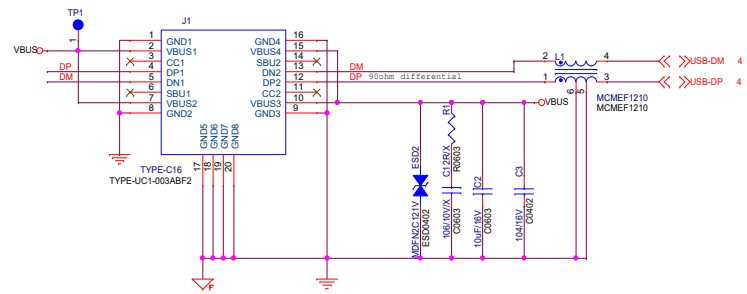 TP1
1
VBUS
J1
1 GND1 GND4 16
2 VBUS1 VBUS4 15
3 CC1 SBU2 14
DP 4 DP1 DN2 13 DM
DM 5 DN1 DP2 12 DP 90ohm differential
6 SBU1 CC2 11
7 VBUS2 VBUS3 10
8 GND2 GND3 9
GND5
GND6
GND7
GND8
17
18
19
20
TYPE-C16
TYPE-UC1-003ABF2
L1
2 4
1 3
6
5
USB-DM 4
USB-DP 4
MCMEF1210
MCMEF1210
VBUS
ESD2
MDFN2C121V
ESD0402
R1
2R/X
R0603
C1
106/10V/X
C0603
C2
10uF/16V
C0603
C3
104/16V
C0402
F